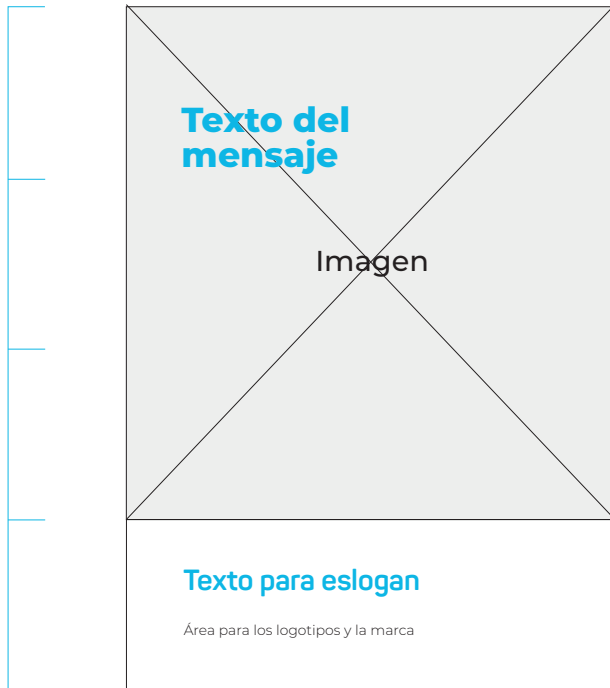 Texto del
mensaje
Imagen
Texto para eslogan
Área para los logotipos y la marca